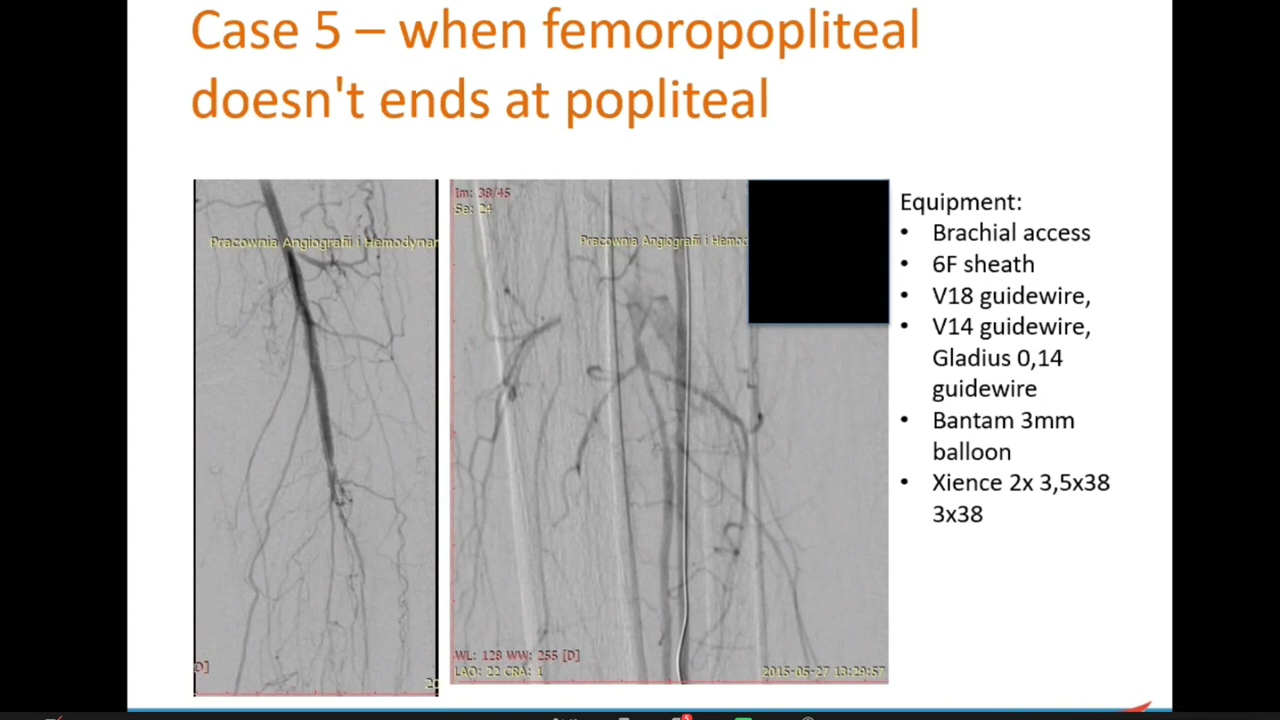 Case 5 – when femoropopliteal
doesn't ends at popliteal
Pracownia Angiografii i Hemodynar
D]
20
Im: 38/45
Se: 24
Pracownia Angiografii i Hemod
WL: 128 WW: 255 [D]
LAO: 22 CRA: 1
2015-05-27 13:29:57
Equipment:
• Brachial access
• 6F sheath
• V18 guidewire,
• V14 guidewire,
Gladius 0,14
guidewire
• Bantam 3mm
balloon
• Xience 2x 3,5x38
3x38
5